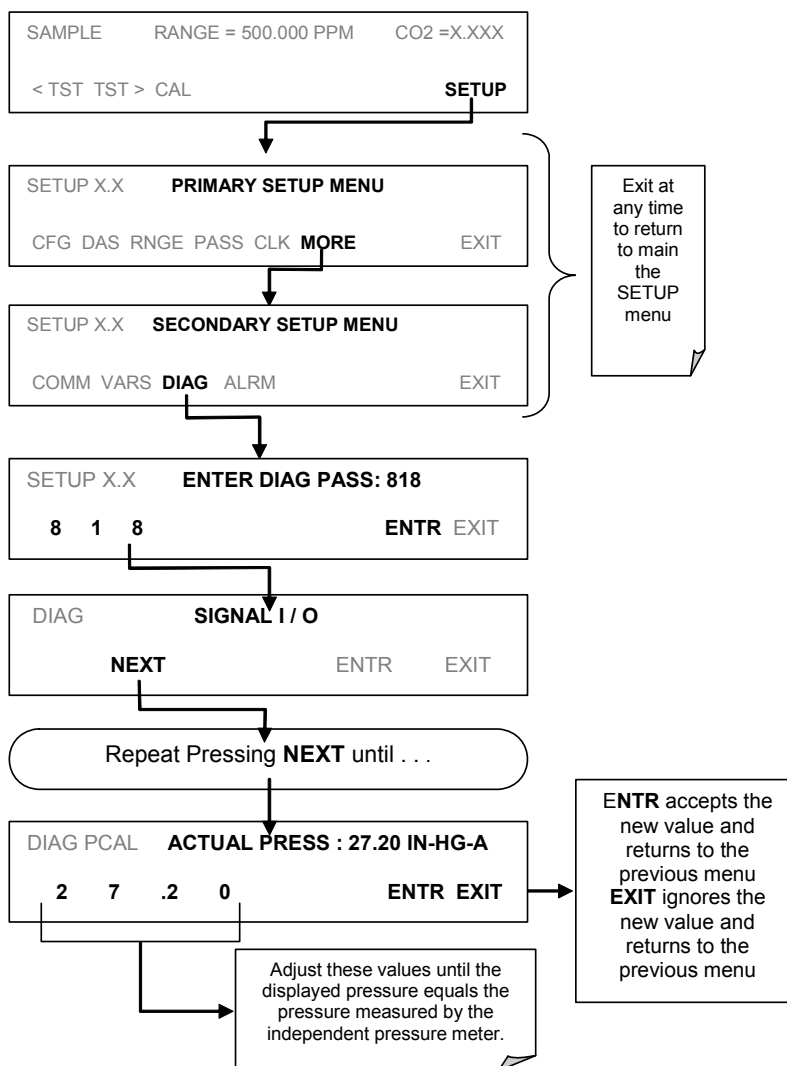 SAMPLE RANGE = 500.000 PPM CO2 =X.XXX
< TST TST > CAL SETUP
SETUP X.X PRIMARY SETUP MENU
CFG DAS RNGE PASS CLK MORE EXIT
Exit at
any time
to return
to main
the
SETUP
menu
SETUP X.X SECONDARY SETUP MENU
COMM VARS DIAG ALRM EXIT
SETUP X.X ENTER DIAG PASS: 818
8 1 8 ENTR EXIT
DIAG SIGNAL I / O
NEXT ENTR EXIT
Repeat Pressing NEXT until . . .
DIAG PCAL ACTUAL PRESS : 27.20 IN-HG-A
2 7 .2 0 ENTR EXIT
ENTR accepts the
new value and
returns to the
previous menu
EXIT ignores the
new value and
returns to the
previous menu
Adjust these values until the
displayed pressure equals the
pressure measured by the
independent pressure meter.